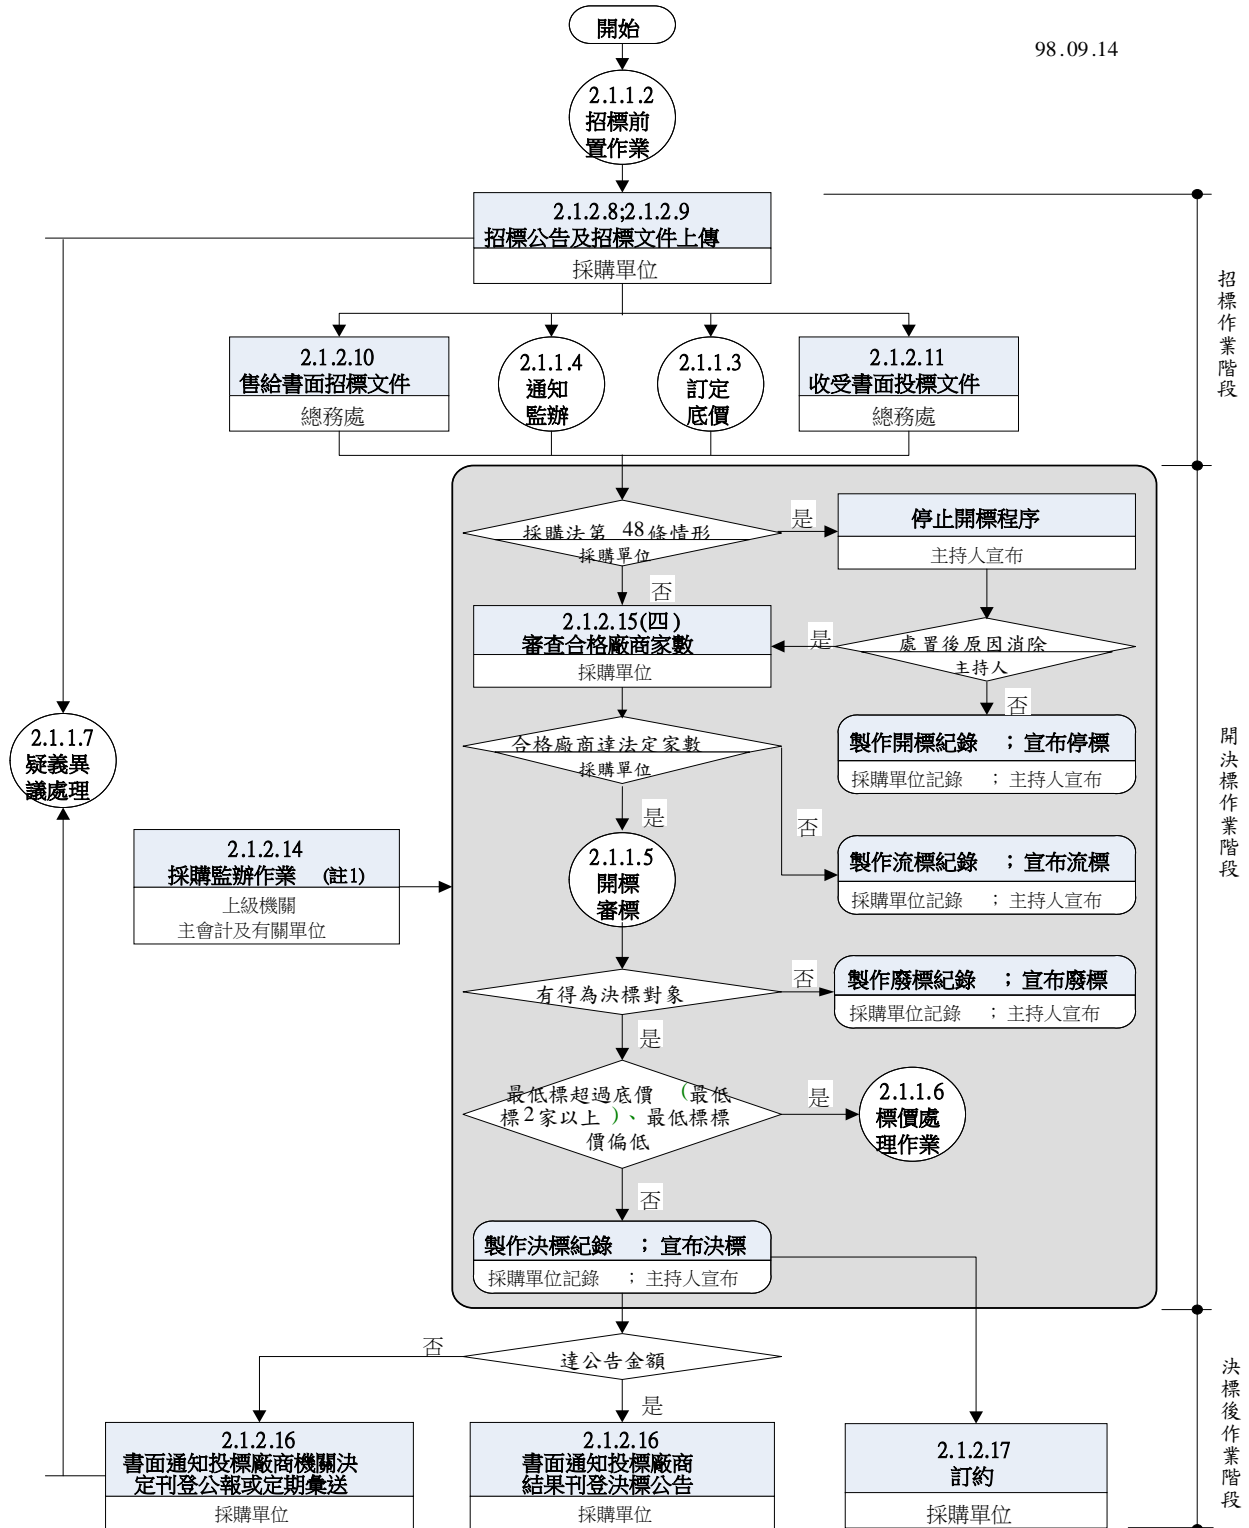 開始
98.09.14
2.1.1.2
招標前
置作業
2.1.2.8;2.1.2.9
招標公告及招標文件上傳
採購單位
招標作業階段
2.1.2.10
售給書面招標文件
總務處
2.1.1.4
通知
監辦
2.1.1.3
訂定
底價
2.1.2.11
收受書面投標文件
總務處
採購法第 48條情形
採購單位
是
停止開標程序
主持人宣布
否
2.1.2.15(四)
審查合格廠商家數
採購單位
是
處置後原因消除
主持人
否
2.1.1.7
疑義異
議處理
合格廠商達法定家數
採購單位
製作開標紀錄 ；宣布停標
採購單位記錄 ；主持人宣布
開決標作業階段
是
否
2.1.2.14
採購監辦作業 (註1)
上級機關
主會計及有關單位
2.1.1.5
開標
審標
製作流標紀錄 ；宣布流標
採購單位記錄 ；主持人宣布
有得為決標對象
否
製作廢標紀錄 ；宣布廢標
採購單位記錄 ；主持人宣布
是
最低標超過底價 (最低
標2家以上 )、最低標標
價偏低
是
2.1.1.6
標價處
理作業
否
製作決標紀錄 ；宣布決標
採購單位記錄 ；主持人宣布
達公告金額
否
是
決標後作業階段
2.1.2.16
書面通知投標廠商機關決
定刊登公報或定期彙送
採購單位
2.1.2.16
書面通知投標廠商
結果刊登決標公告
採購單位
2.1.2.17
訂約
採購單位